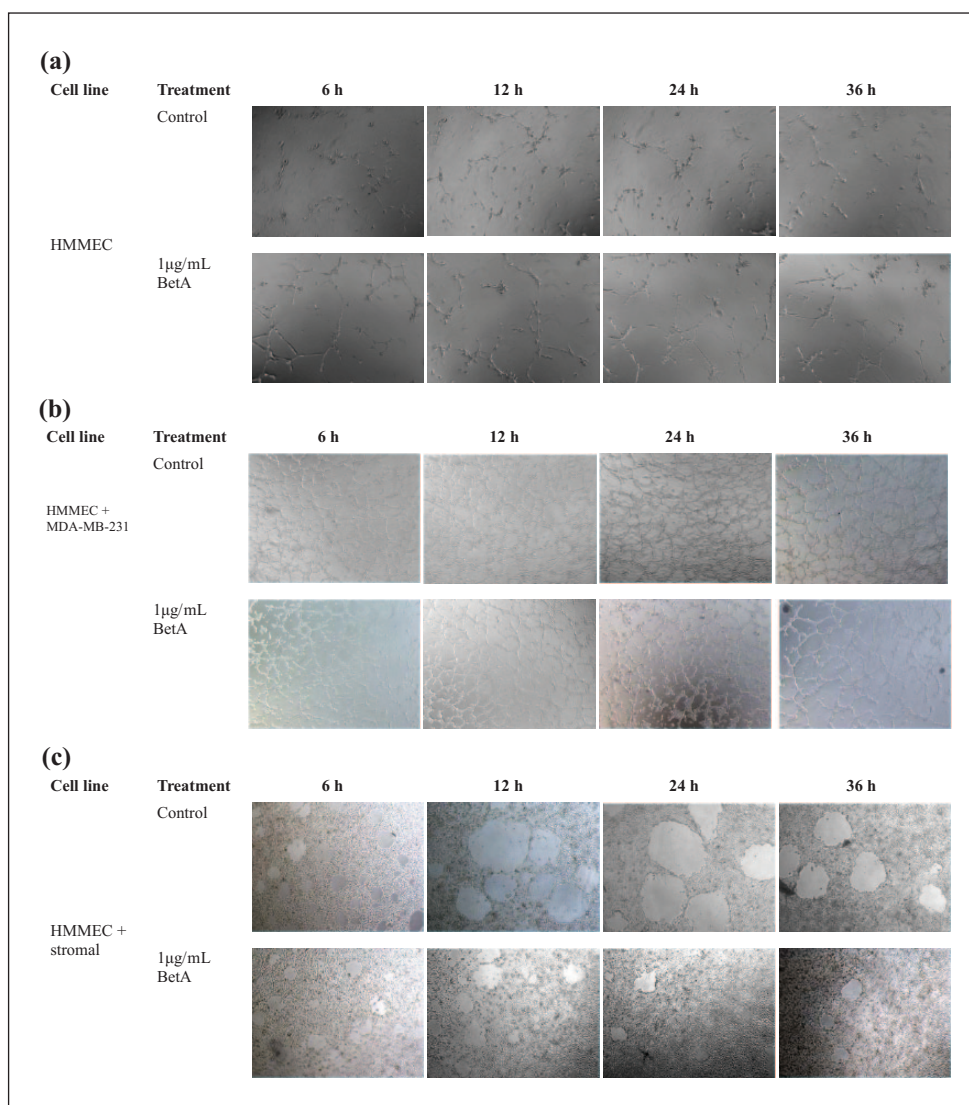 (a)
Cell line Treatment 6 h 12 h 24 h 36 h
Control
HMMEC
1μg/mL
BetA
(b)
Cell line Treatment 6 h 12 h 24 h 36 h
Control
HMMEC +
MDA-MB-231
1μg/mL
BetA
(c)
Cell line Treatment 6 h 12 h 24 h 36 h
Control
HMMEC +
stromal
1μg/mL
BetA